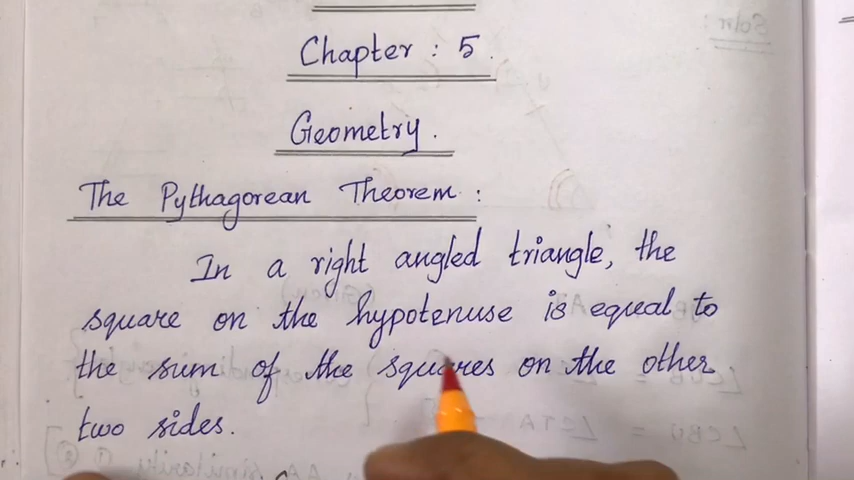 Chapter : 5
Geometry.
The Pythagorean Theorem :
In a right angled triangle, the
square on the hypotenuse is equal to
the sum of the squares on the other
two sides.